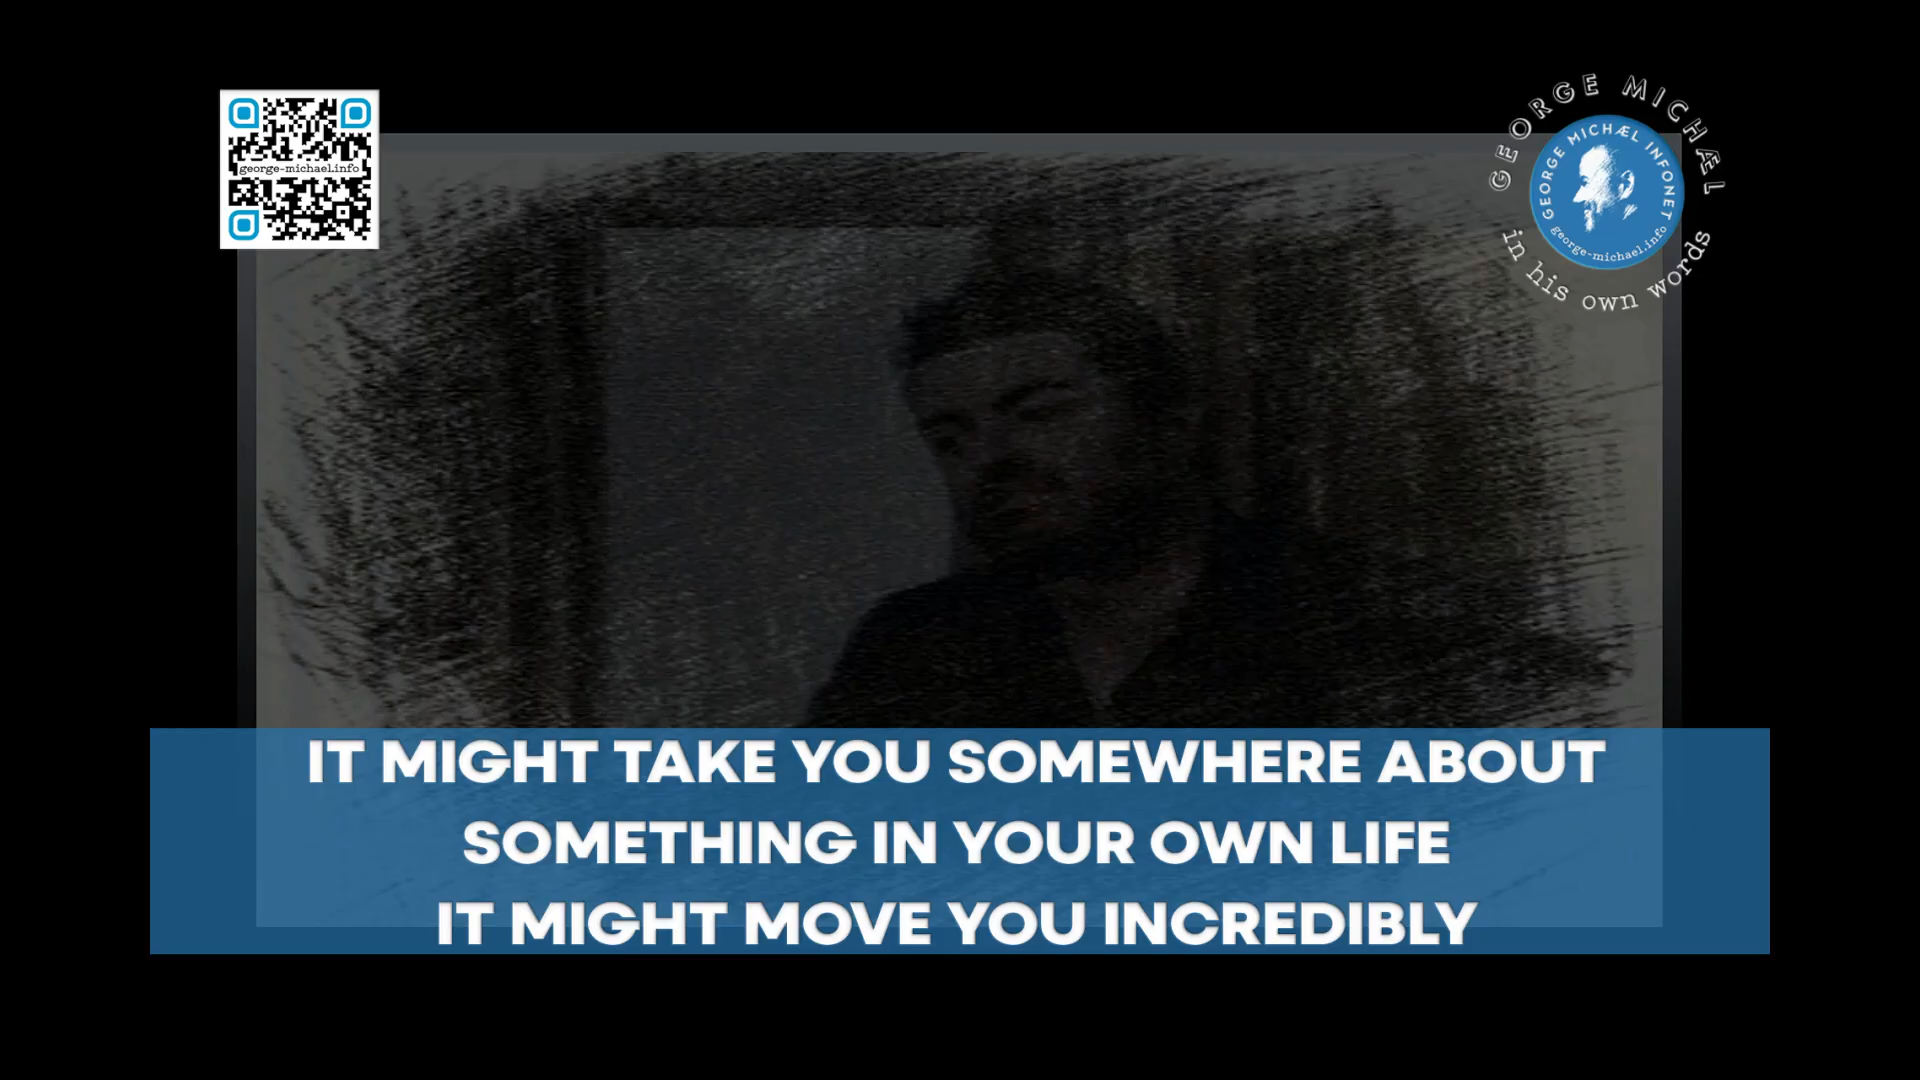 george-michael.info
GEORGE MICHÆL
GEORGE MICHÆL INFONET
george-michael.info
in his own words
IT MIGHT TAKE YOU SOMEWHERE ABOUT
SOMETHING IN YOUR OWN LIFE
IT MIGHT MOVE YOU INCREDIBLY